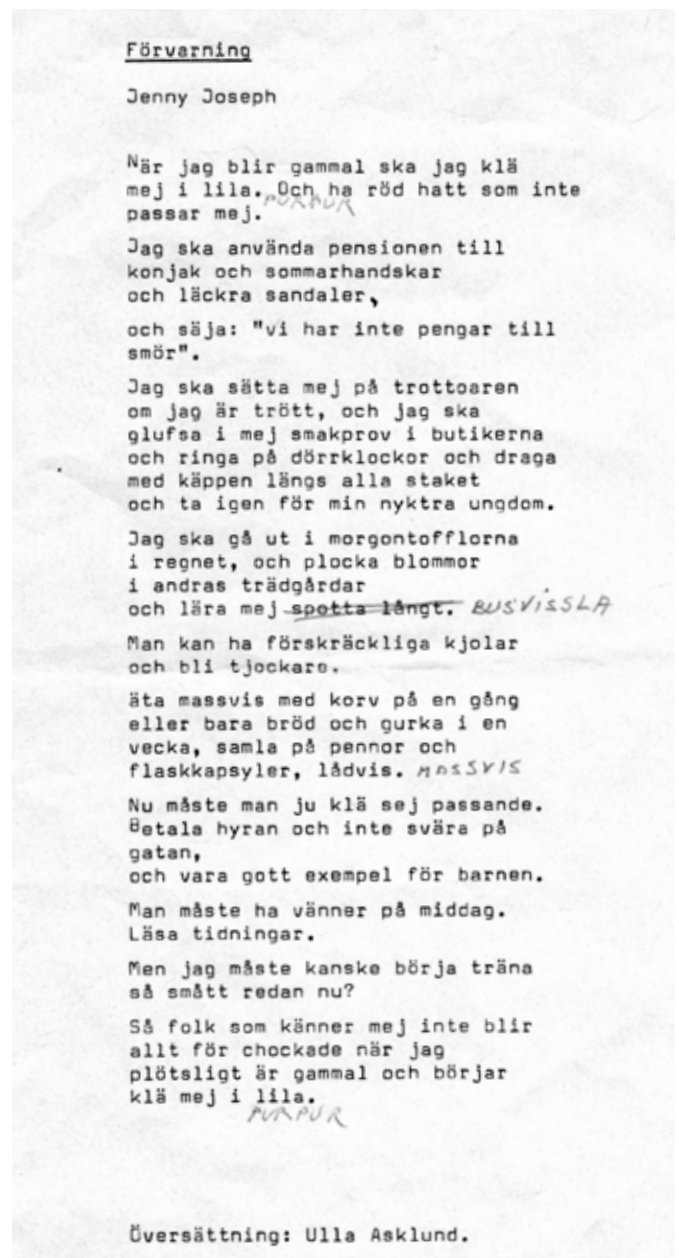 Förvarning
Jenny Joseph
När jag blir gammal ska jag klä
mej i lila. Och ha röd hatt som inte
PURPUR
passar mej.
Jag ska använda pensionen till
konjak och sommarhandskar
och läckra sandaler,
och säja: "vi har inte pengar till
smör".
Jag ska sätta mej på trottoaren
om jag är trött, och jag ska
glufsa i mej smakprov i butikerna
och ringa på dörrklockor och draga
med käppen längs alla staket
och ta igen för min nyktra ungdom.
Jag ska gå ut i morgontofflorna
i regnet, och plocka blommor
i andras trädgårdar
och lära mej spotta långt. BUSVISSLA
Man kan ha förskräckliga kjolar
och bli tjockare.
äta massvis med korv på en gång
eller bara bröd och gurka i en
vecka, samla på pennor och
flaskkapsyler, lådvis. MASSVIS
Nu måste man ju klä sej passande.
Betala hyran och inte svära på
gatan,
och vara gott exempel för barnen.
Man måste ha vänner på middag.
Läsa tidningar.
Men jag måste kanske börja träna
så smått redan nu?
Så folk som känner mej inte blir
allt för chockade när jag
plötsligt är gammal och börjar
klä mej i lila.
PURPUR
Översättning: Ulla Asklund.